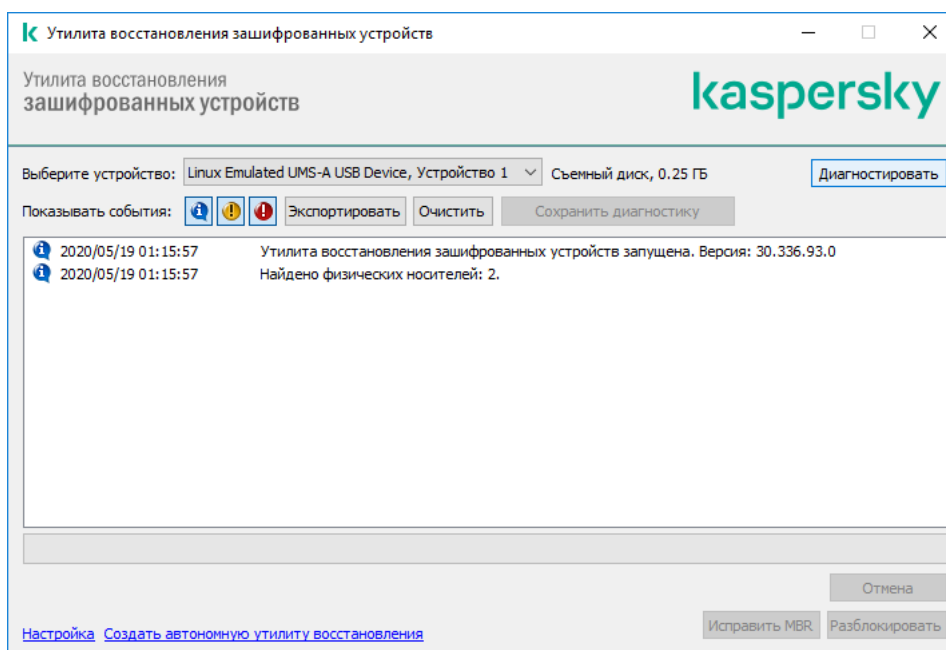 Утилита восстановления зашифрованных устройств
Утилита восстановления
зашифрованных устройств
kaspersky
Выберите устройство: Linux Emulated UMS-A USB Device, Устройство 1 Съемный диск, 0.25 ГБ Диагностировать
Показывать события: Экспортировать Очистить Сохранить диагностику
2020/05/19 01:15:57 Утилита восстановления зашифрованных устройств запущена. Версия: 30.336.93.0
2020/05/19 01:15:57 Найдено физических носителей: 2.
Отмена
Настройка Создать автономную утилиту восстановления Исправить MBR Разблокировать